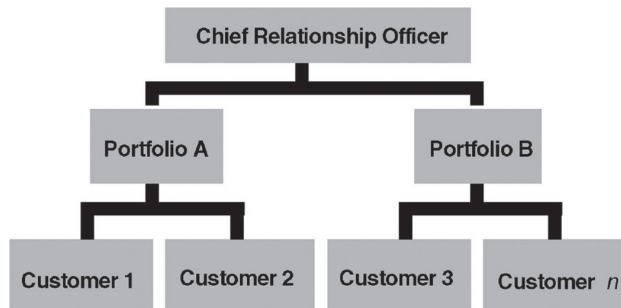 Chief Relationship Officer
Portfolio A
Portfolio B
Customer 1
Customer 2
Customer 3
Customer n